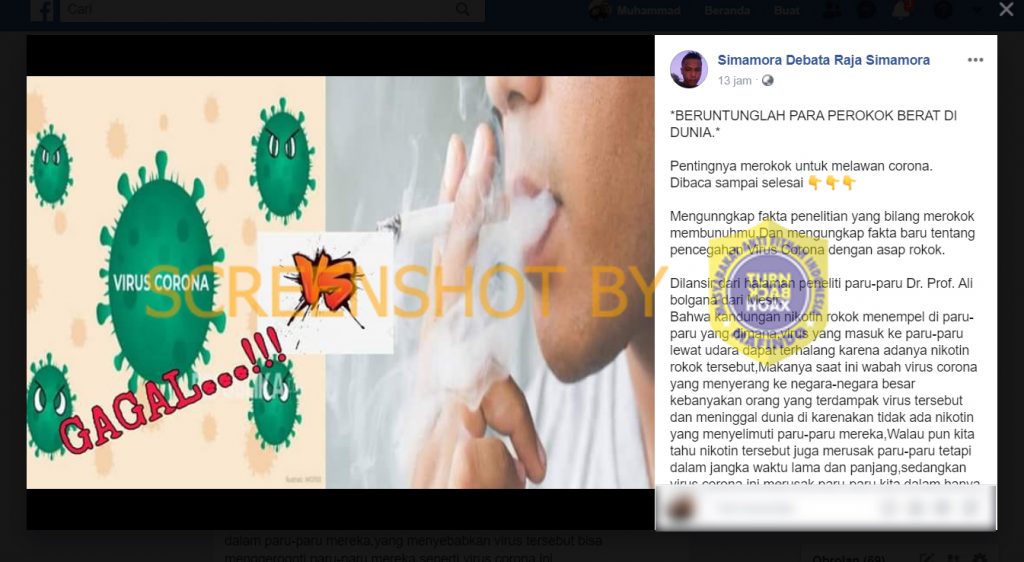 Cari
Muhammad
Beranda
Buat
VIRUS CORONA
VS
GAGAL....!!!
SCREENSHOT BY
TURN
BACK
HOAX
Simamora Debata Raja Simamora
13 jam ·
*BERUNTUNGLAH PARA PEROKOK BERAT DI
DUNIA.*
Pentingnya merokok untuk melawan corona.
Dibaca sampai selesai 👇👇👇
Mengunngkap fakta penelitian yang bilang merokok
membunuhmu,Dan mengungkap fakta baru tentang
pencegahan Virus Corona dengan asap rokok.
Dilansir dari halaman peneliti paru-paru Dr. Prof. Ali
bolgana dari Mesir.
Bahwa kandungan nikotin rokok menempel di paru-
paru yang dimana,virus yang masuk ke paru-paru
lewat udara dapat terhalang karena adanya nikotin
rokok tersebut,Makanya saat ini wabah virus corona
yang menyerang ke negara-negara besar
kebanyakan orang yang terdampak virus tersebut
dan meninggal dunia di karenakan tidak ada nikotin
yang menyelimuti paru-paru mereka,Walau pun kita
tahu nikotin tersebut juga merusak paru-paru tetapi
dalam jangka waktu lama dan panjang,sedangkan
virus corona ini merusak paru-paru kita dalam hanya
dalam paru-paru mereka,yang menyebabkan virus tersebut bisa
menggerogoti paru-paru mereka seperti virus corona ini
Obrolan